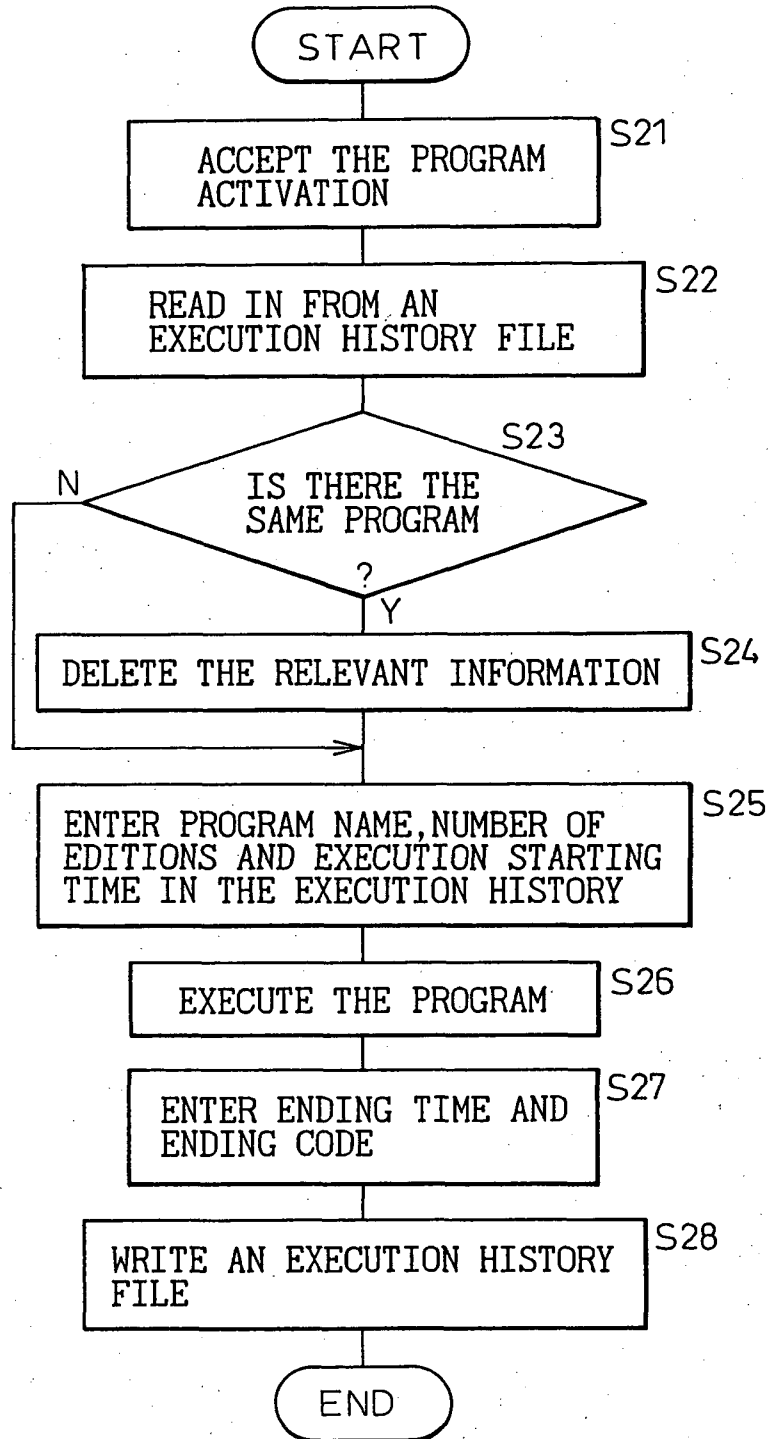 START
S21
ACCEPT THE PROGRAM
ACTIVATION
S22
READ IN FROM AN
EXECUTION HISTORY FILE
S23
N
IS THERE THE
SAME PROGRAM
?
Y
S24
DELETE THE RELEVANT INFORMATION
S25
ENTER PROGRAM NAME,NUMBER OF
EDITIONS AND EXECUTION STARTING
TIME IN THE EXECUTION HISTORY
S26
EXECUTE THE PROGRAM
S27
ENTER ENDING TIME AND
ENDING CODE
S28
WRITE AN EXECUTION HISTORY
FILE
END